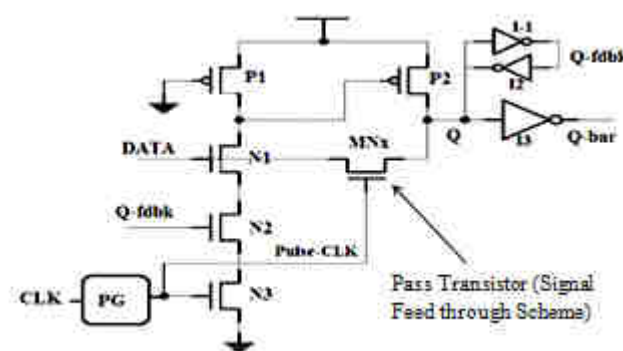 P1
P2
I-1
I2
Q-fdbk
Q
I3
Q-bar
DATA
N1
MNx
Q-fdbk
N2
Pulse-CLK
CLK
PG
N3
Pass Transistor (Signal
Feed through Scheme)